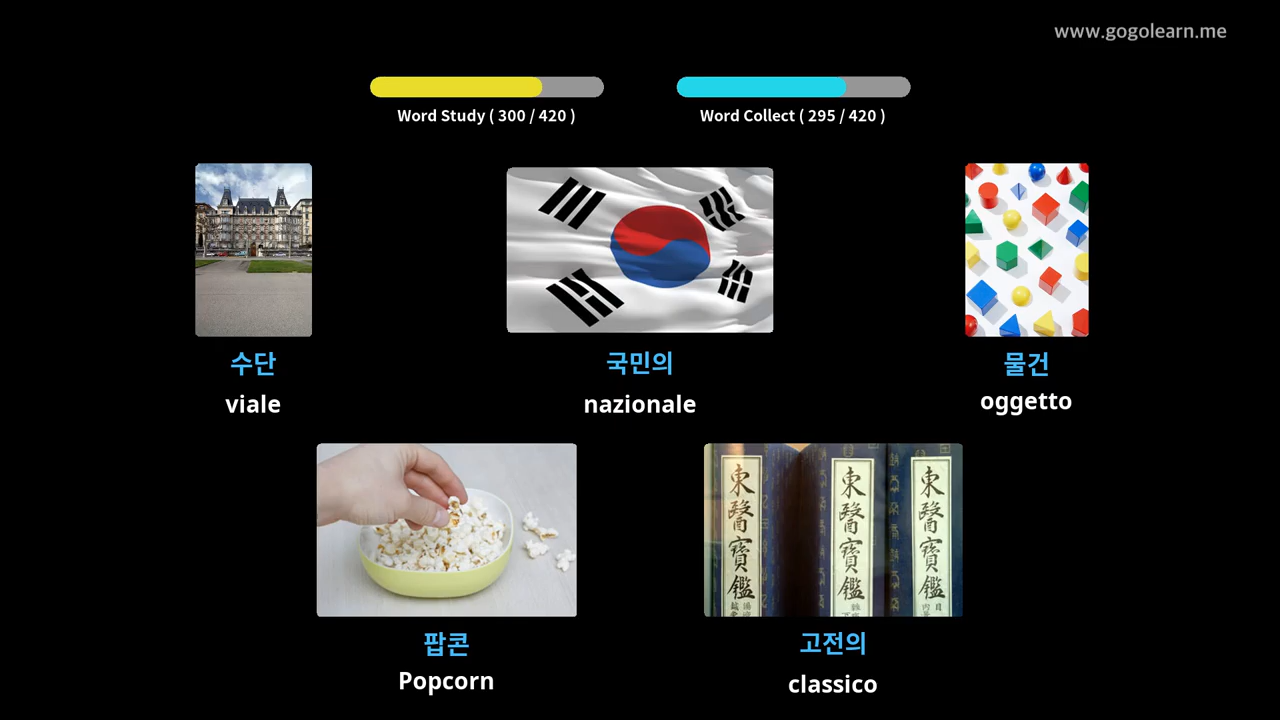 www.gogolearn.me
Word Study ( 300 / 420 )
Word Collect ( 295 / 420 )
수단
viale
국민의
nazionale
물건
oggetto
팝콘
Popcorn
東醫寶鑑
東醫寶鑑
東醫寶鑑
고전의
classico